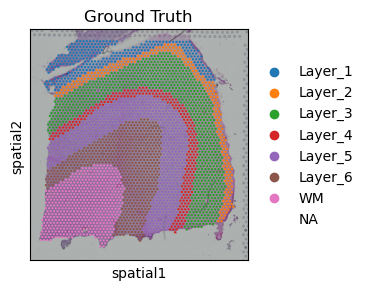 Ground Truth
spatial2
spatial1
Layer_1
Layer_2
Layer_3
Layer_4
Layer_5
Layer_6
WM
NA